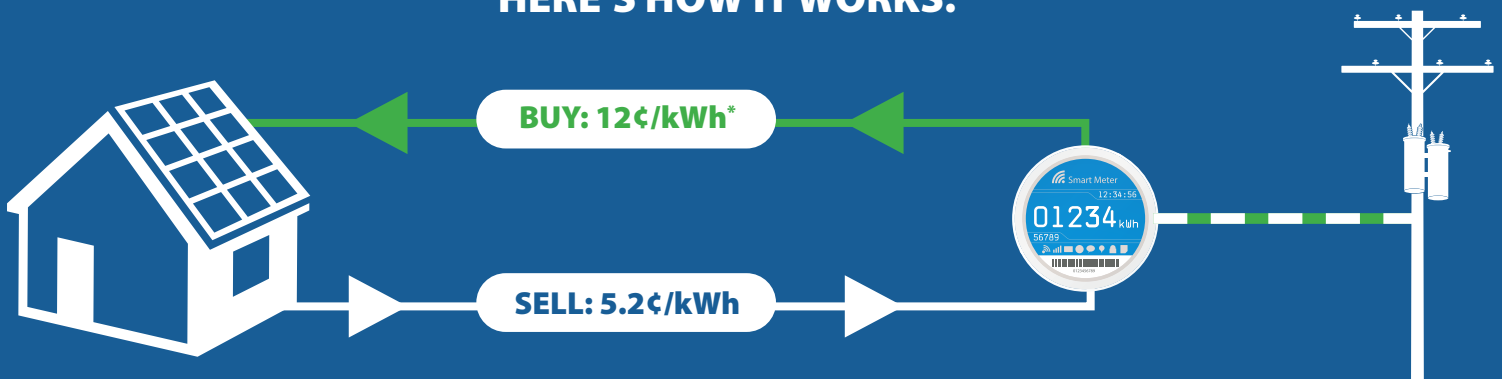 HERE'S HOW IT WORKS:
BUY: 12¢/kWh*
Smart Meter
12:34:56
01234 kWh
56789
0123456789
SELL: 5.2¢/kWh